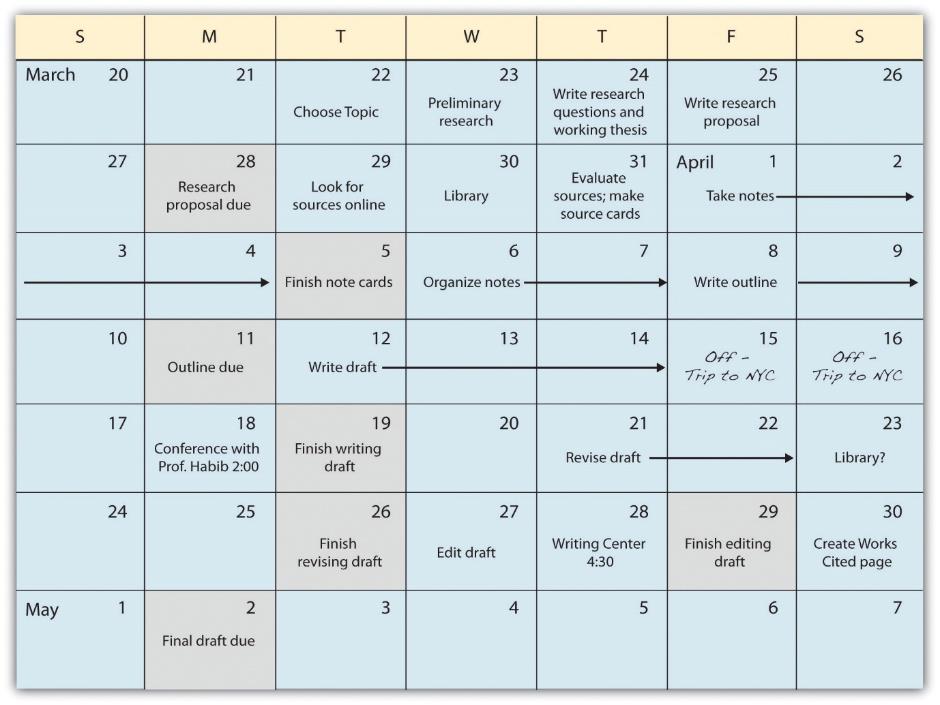 S M T W T F S
March 20 21 22 23 24 25 26
Choose Topic
Preliminary
research
Write research
questions and
working thesis
Write research
proposal
27 28 29 30 31 April 1 2
Research
proposal due
Look for
sources online
Library
Evaluate
sources; make
source cards
Take notes
3 4 5 6 7 8 9
Finish note cards
Organize notes
Write outline
10 11 12 13 14 15 16
Outline due
Write draft
Off -
Trip to NYC
Off -
Trip to NYC
17 18 19 20 21 22 23
Conference with
Prof. Habib 2:00
Finish writing
draft
Revise draft
Library?
24 25 26 27 28 29 30
Finish
revising draft
Edit draft
Writing Center
4:30
Finish editing
draft
Create Works
Cited page
May 1 2 3 4 5 6 7
Final draft due